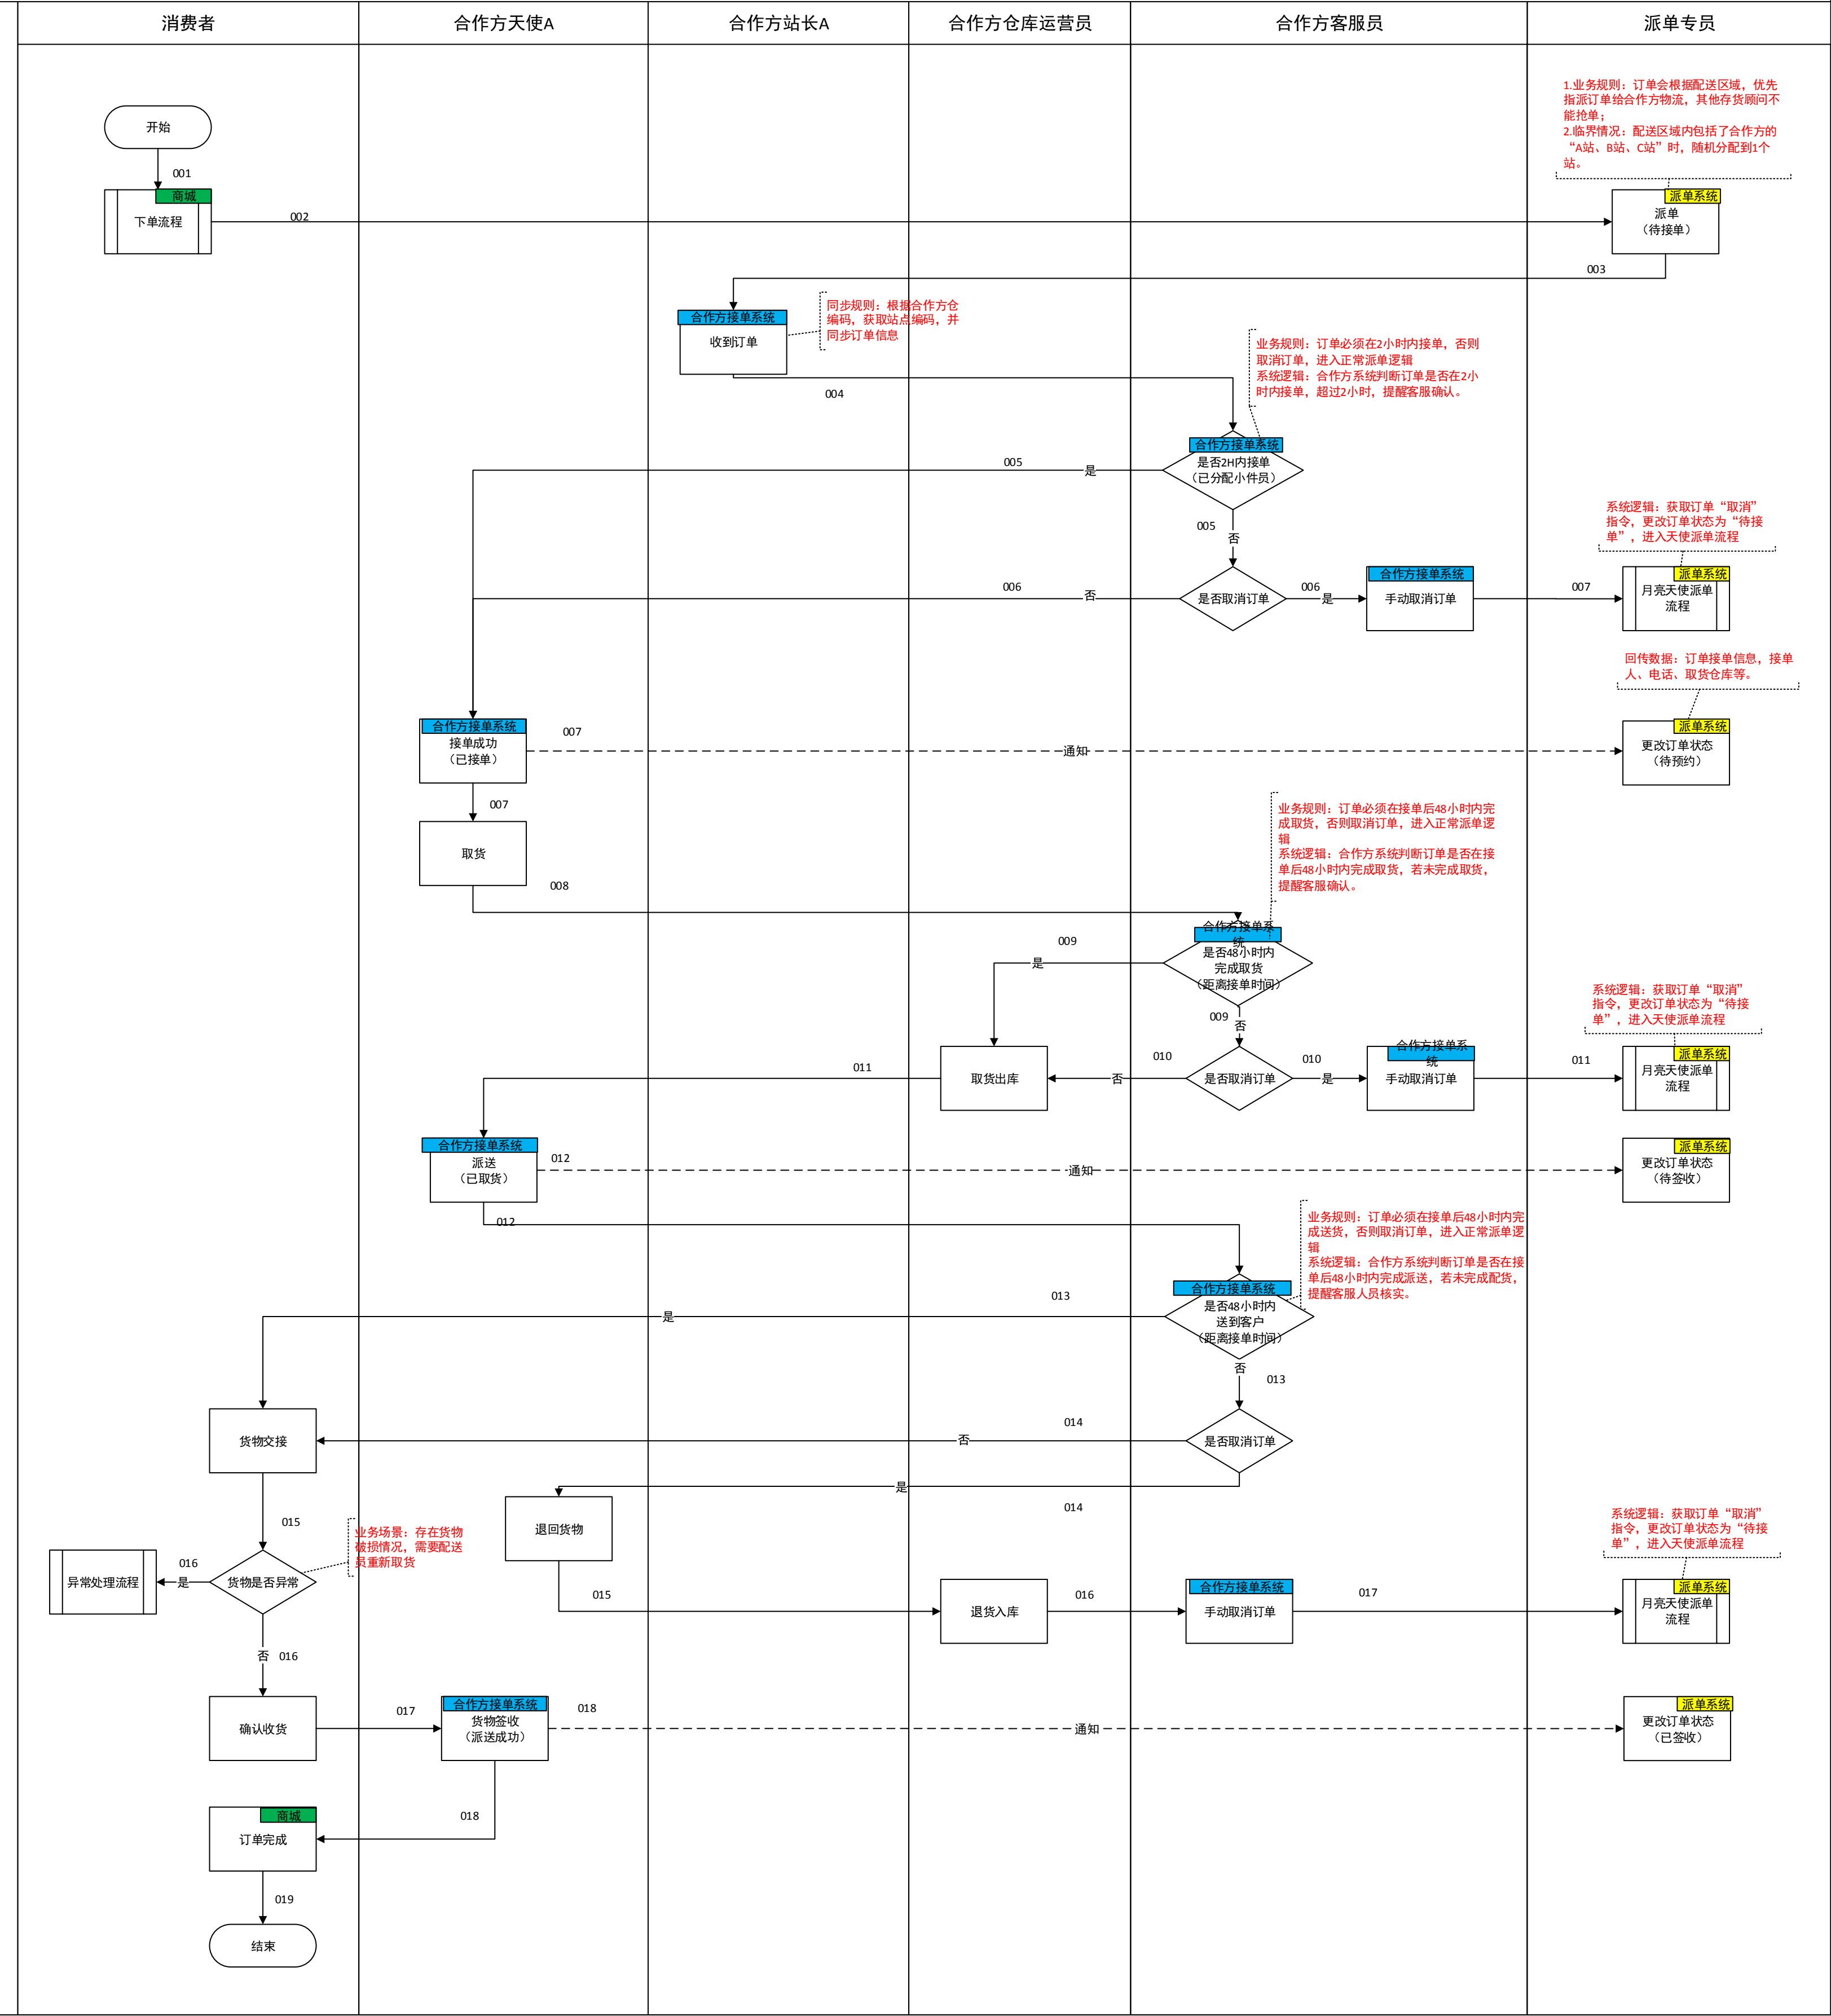 消费者
合作方天使A
合作方站长A
合作方仓库运营员
合作方客服员
派单专员
1.业务规则：订单会根据配送区域，优先
指派订单给合作方物流，其他存货顾问不
能抢单；
2.临界情况：配送区域内包括了合作方的
“A站、B站、C站”时，随机分配到1个
站。
开始
001
商城
下单流程
002
派单系统
派单
（待接单）
003
合作方接单系统
收到订单
同步规则：根据合作方仓
编码，获取站点编码，并
同步订单信息
004
业务规则：订单必须在2小时内接单，否则
取消订单，进入正常派单逻辑
系统逻辑：合作方系统判断订单是否在2小
时内接单，超过2小时，提醒客服确认。
合作方接单系统
是否2H内接单
（已分配小件员）
005
是
005
否
系统逻辑：获取订单“取消”
指令，更改订单状态为“待接
单”，进入天使派单流程
006
否
是否取消订单
006
是
合作方接单系统
手动取消订单
007
派单系统
月亮天使派单
流程
回传数据：订单接单信息，接单
人、电话、取货仓库等。
合作方接单系统
接单成功
（已接单）
007
通知
派单系统
更改订单状态
（待预约）
007
取货
008
业务规则：订单必须在接单后48小时内完
成取货，否则取消订单，进入正常派单逻
辑
系统逻辑：合作方系统判断订单是否在接
单后48小时内完成取货，若未完成取货，
提醒客服确认。
合作方接单系
统
是否48小时内
完成取货
（距离接单时间）
009
是
009
否
系统逻辑：获取订单“取消”
指令，更改订单状态为“待接
单”，进入天使派单流程
011
取货出库
010
否
是否取消订单
010
是
合作方接单系
统
手动取消订单
011
派单系统
月亮天使派单
流程
合作方接单系统
派送
（已取货）
012
通知
派单系统
更改订单状态
（待签收）
012
业务规则：订单必须在接单后48小时内完
成送货，否则取消订单，进入正常派单逻
辑
系统逻辑：合作方系统判断订单是否在接
单后48小时内完成派送，若未完成配货，
提醒客服人员核实。
合作方接单系统
是否48小时内
送到客户
（距离接单时间）
013
是
否
013
货物交接
014
否
是否取消订单
是
014
退回货物
015
业务场景：存在货物
破损情况，需要配送
员重新取货
系统逻辑：获取订单“取消”
指令，更改订单状态为“待接
单”，进入天使派单流程
异常处理流程
016
是
货物是否异常
015
退货入库
016
合作方接单系统
手动取消订单
017
派单系统
月亮天使派单
流程
否
016
确认收货
017
合作方接单系统
货物签收
（派送成功）
018
通知
派单系统
更改订单状态
（已签收）
商城
订单完成
018
019
结束